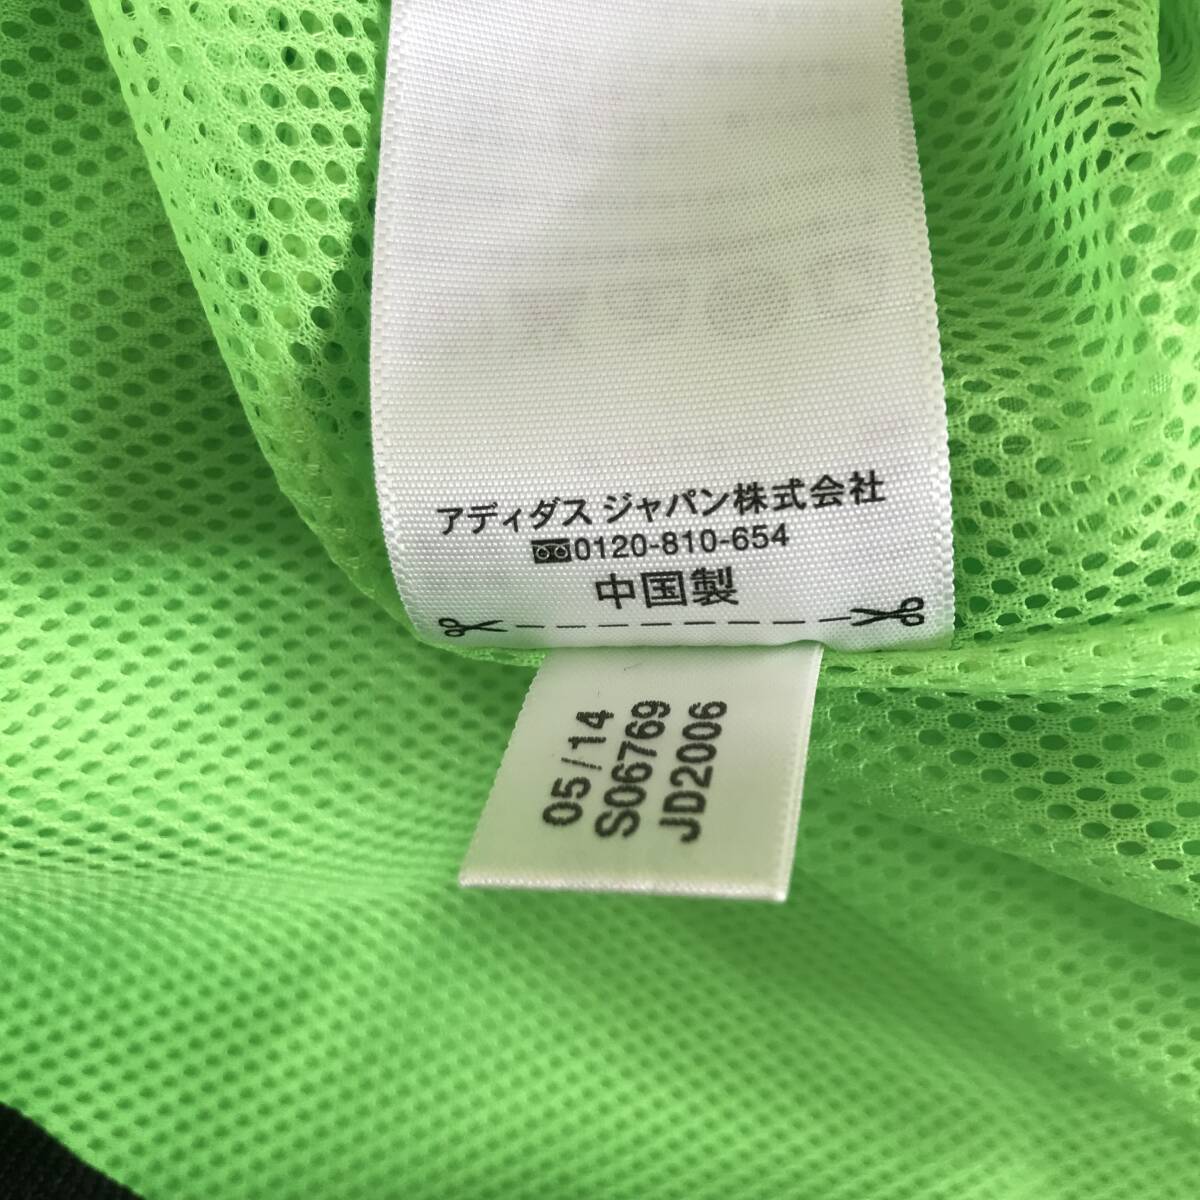 アディダス ジャパン株式会社
0120-810-654
中国製
05/14
S06769
JD2006